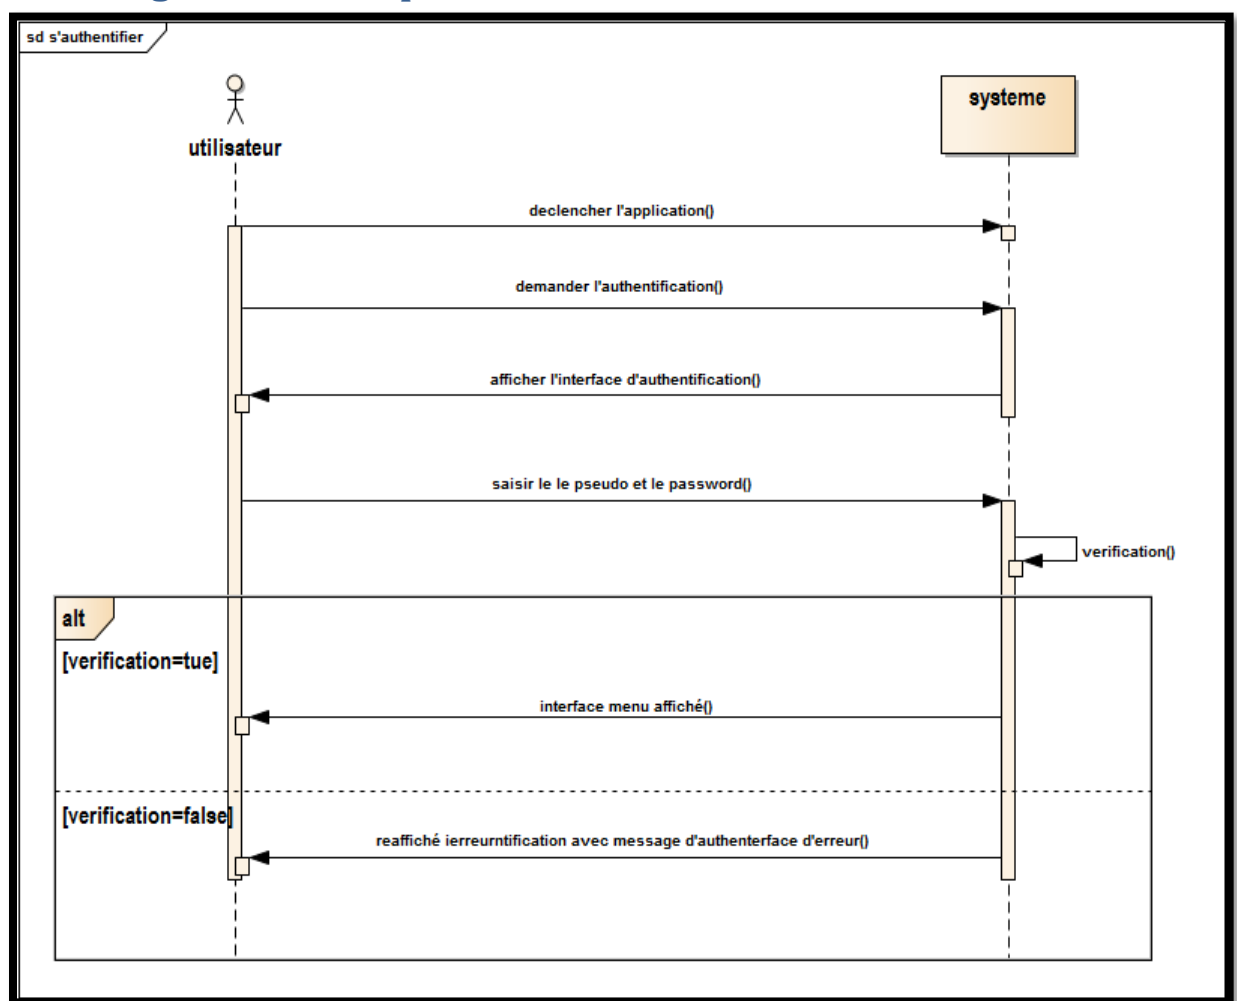 sd s'authentifier
systeme
utilisateur
declencher l'application()
demander l'authentification()
afficher l'interface d'authentification()
saisir le le pseudo et le password()
verification()
alt
[verification=tue]
interface menu affiché()
[verification=false]
reaffiché ierreurntification avec message d'authenterface d'erreur()